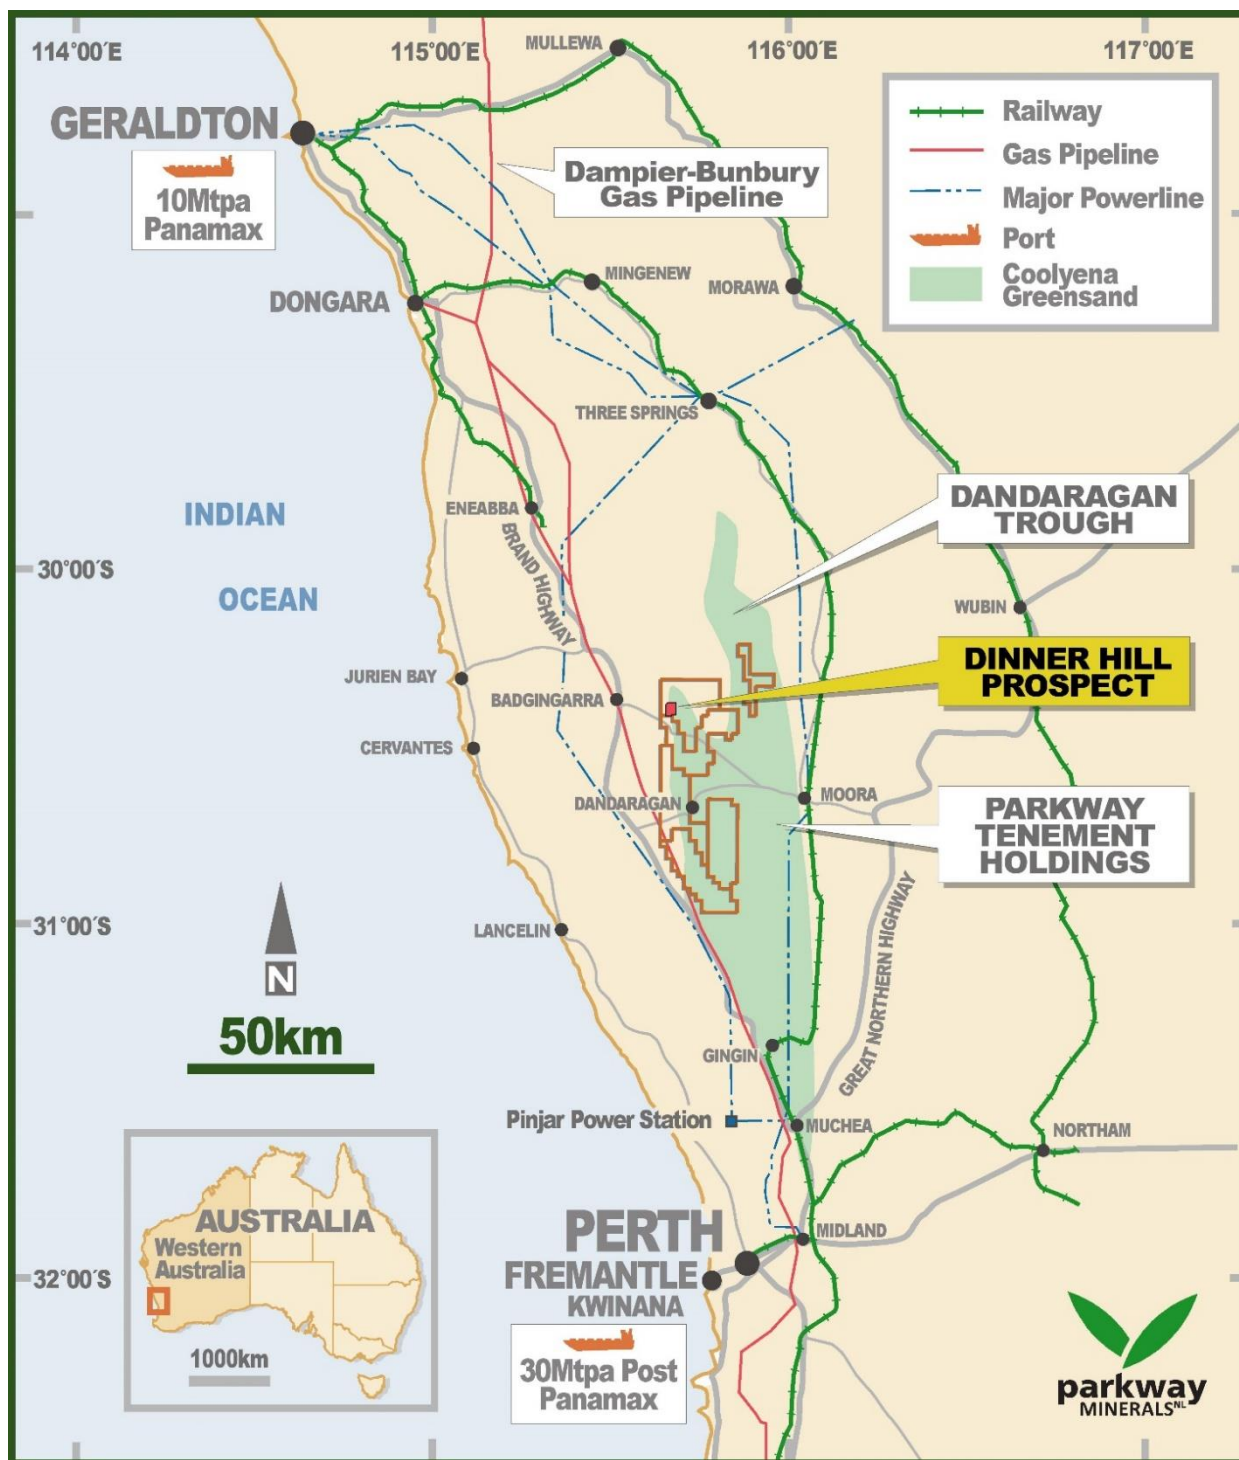 114°00´E
115°00´E
116°00´E
117°00´E
MULLEWA
GERALDTON
10Mtpa
Panamax
Dampier-Bunbury
Gas Pipeline
Railway
Gas Pipeline
Major Powerline
Port
Coolyena
Greensand
MINGENEW
MORAWA
DONGARA
THREE SPRINGS
DANDARAGAN
TROUGH
INDIAN
OCEAN
ENEABBA
BRAND HIGHWAY
30°00´S
WUBIN
DINNER HILL
PROSPECT
JURIEN BAY
BADGINGARRA
CERVANTES
DANDARAGAN
MOORA
PARKWAY
TENEMENT
HOLDINGS
31°00´S
LANCELIN
GREAT NORTHERN HIGHWAY
N
50km
GINGIN
Pinjar Power Station
MUCHEA
NORTHAM
AUSTRALIA
Western
Australia
1000km
PERTH
MIDLAND
32°00´S
FREMANTLE
KWINANA
30Mtpa Post
Panamax
parkway
MINERALS NL